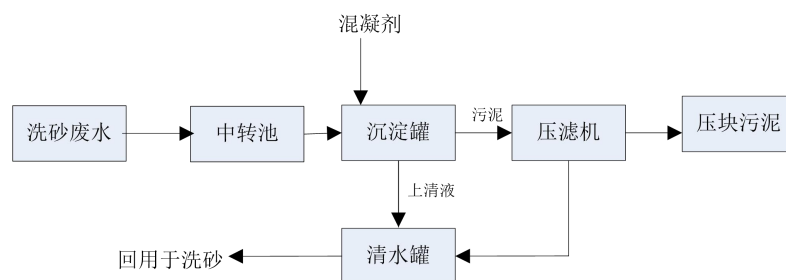 混凝剂
洗砂废水
中转池
沉淀罐
污泥
压滤机
压块污泥
上清液
回用于洗砂
清水罐